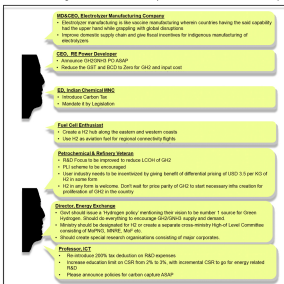 MD&CEO, Electrolyzer Manufacturing Company
• Electrolyzer manufacturing is like vaccine manufacturing wherein countries having the said capability
had the upper hand while grappling with global disruptions
• Improve domestic supply chain and give fiscal incentives for indigenous manufacturing of
electrolyzers.
CEO, RE Power Developer
• Announce GH2/GNH3 PO ASAP
• Reduce the GST and BCD to Zero for GH2 and input cost
ED, Indian Chemical MNC
• Introduce Carbon Tax
• Mandate it by Legislation
Fuel Cell Enthusiast
• Create a H2 hub along the eastern and western coasts
• Use H2 as aviation fuel for regional connectivity flights
Petrochemical & Refinery Veteran
• R&D Focus to be improved to reduce LCOH of GH2
• PLI scheme to be encouraged
• User industry needs to be incentivized by giving benefit of differential pricing of USD 3.5 per KG of
H2 in some form
• H2 in any form is welcome. Don't wait for price parity of GH2 to start necessary infra creation for
proliferation of GH2 in the country
Director, Energy Exchange
• Govt should issue a 'Hydrogen policy' mentioning their vision to be number 1 source for Green
Hydrogen. Should do everything to encourage GH2/GNH3 supply and demand.
• Ministry should be designated for H2 or create a separate cross-ministry High-of Level Committee
consisting of MoPNG, MNRE, MoF etc.
• Should create special research organisations consisting of major corporates.
Professor, ICT
• Re-introduce 200% tax deduction on R&D expenses
• Increase education limit on CSR from 2% to 3%, with incremental CSR to go for energy related
R&D
• Please announce policies for carbon capture ASAP